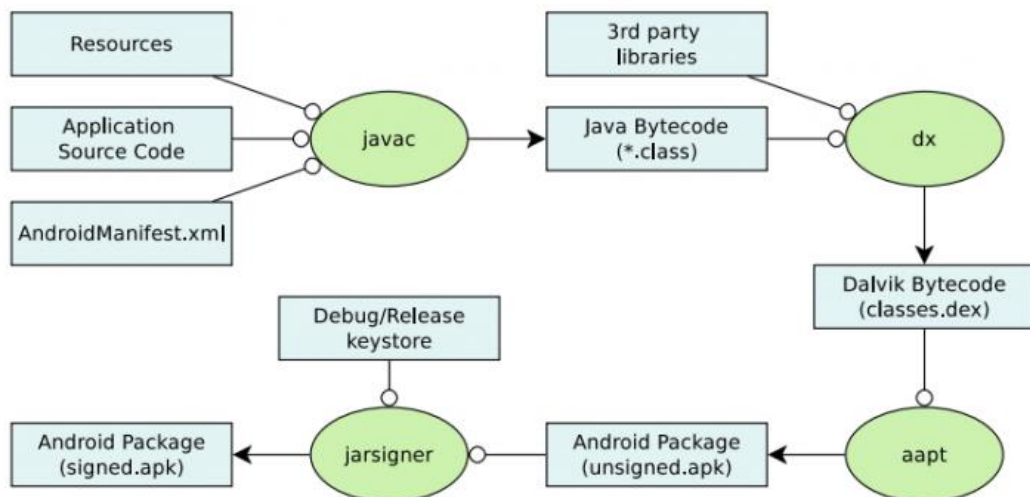 Resources
3rd party
libraries
Application
Source Code
javac
Java Bytecode
(*.class)
dx
AndroidManifest.xml
Dalvik Bytecode
(classes.dex)
Debug/Release
keystore
Android Package
(signed.apk)
jarsigner
Android Package
(unsigned.apk)
aapt